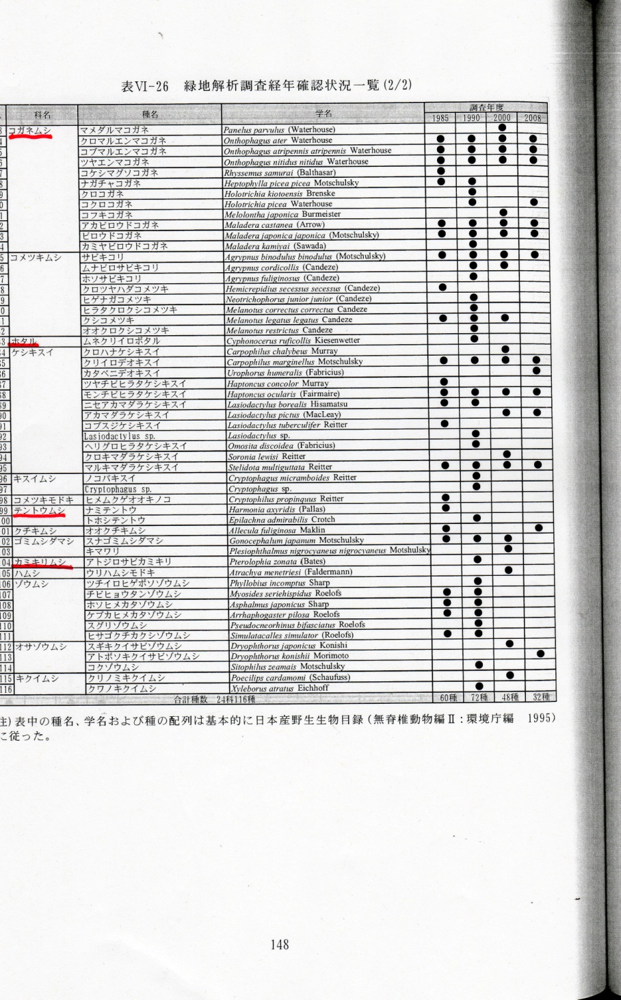 表Ⅵ-26　緑地解析調査経年確認状況一覧(2/2)
科名 種名 学名 調査年度
1985 1990 2000 2008
3 コガネムシ マメダルマコガネ Panelus parvulus (Waterhouse) ●
4 クロマルエンマコガネ Onthophagus ater Waterhouse ● ● ● ●
5 コブマルエンマコガネ Onthophagus atripennis atripennis Waterhouse ● ● ● ●
6 ツヤエンマコガネ Onthophagus nitidus nitidus Waterhouse ● ● ● ●
7 コケシマグソコガネ Rhyssemus samurai (Balthasar) ●
8 ナガチャコガネ Heptophylla picea picea Motschulsky ● ●
9 クロコガネ Holotrichia kiotoensis Brenske ●
0 コクロコガネ Holotrichia picea Waterhouse ● ●
1 コフキコガネ Melolontha japonica Burmeister ●
2 アカビロウドコガネ Maladera castanea (Arrow) ● ● ● ●
3 ビロウドコガネ Maladera japonica japonica (Motschulsky) ● ● ● ●
4 カミヤビロウドコガネ Maladera kamiyai (Sawada) ●
5 コメツキムシ サビキコリ Agrypnus binodulus binodulus (Motschulsky) ● ● ● ●
6 ムナビロサビキコリ Agrypnus cordicollis (Candeze) ● ●
7 ホソサビキコリ Agrypnus fuliginosus (Candeze) ●
8 クロツヤハダコメツキ Hemicrepidius secessus secessus (Candeze) ●
9 ヒゲナガコメツキ Neotrichophorus junior junior (Candeze) ●
0 ヒラタクロクシコメツキ Melanotus correctus correctus Candeze ●
1 クシコメツキ Melanotus legatus legatus Candeze ● ● ●
2 オオクロクシコメツキ Melanotus restrictus Candeze ●
3 ホタル ムネクリイロボタル Cyphonocerus ruficollis Kiesenwetter ●
84 ケシキスイ クロハナケシキスイ Carpophilus chalybeus Murray ●
85 クリイロデオキスイ Carpophilus marginellus Motschulsky ● ● ● ●
86 カタベニデオキスイ Urophorus humeralis (Fabricius) ●
87 ツヤチビヒラタケシキスイ Haptoncus concolor Murray ●
88 モンチビヒラタケシキスイ Haptoncus ocularis (Fairmaire) ● ● ● ●
89 ニセアカマダラケシキスイ Lasiodactylus borealis Hisamatsu ● ●
90 アカマダラケシキスイ Lasiodactylus pictus (MacLeay) ● ●
91 コブスジケシキスイ Lasiodactylus tuberculifer Reitter ●
92 Lasiodactylus sp. Lasiodactylus sp. ●
93 ヘリグロヒラタケシキスイ Omosita discoidea (Fabricius) ●
94 クロキマダラケシキスイ Soronia lewisi Reitter ●
95 マルキマダラケシキスイ Stelidota multiguttata Reitter ● ● ● ●
96 キスイムシ ノコバキスイ Cryptophagus micramboides Reitter ●
97 Cryptophagus sp. Cryptophagus sp. ●
98 コメツキモドキ ヒメムクゲオオキノコ Cryptophilus propinquus Reitter ●
99 テントウムシ ナミテントウ Harmonia axyridis (Pallas) ●
00 トホシテントウ Epilachna admirabilis Crotch ●
01 クチキムシ オオクチキムシ Allecula fuliginosa Maklin ● ●
02 ゴミムシダマシ スナゴミムシダマシ Gonocephalum japanum Motschulsky ● ● ●
03 キマワリ Plesiophthalmus nigrocyaneus nigrocyaneus Motshulsky ●
04 カミキリムシ アトジロサビカミキリ Pterolophia zonata (Bates) ●
05 ハムシ ウリハムシモドキ Atrachya menetriesi (Faldermann) ●
106 ゾウムシ ツチイロヒゲボソゾウムシ Phyllobius incomptus Sharp ●
107 チビヒョウタンゾウムシ Myosides seriehispidus Roelofs ● ●
108 ホソヒメカタゾウムシ Asphalmus japonicus Sharp ● ●
109 ケブカヒメカタゾウムシ Arrhaphogaster pilosa Roelofs ● ●
110 スグリゾウムシ Pseudocneorhinus bifasciatus Roelofs ●
111 ヒサゴクチカクシゾウムシ Simulatacalles simulator (Roelofs) ● ●
112 オサゾウムシ スギキクイサビゾウムシ Dryophthorus japonicus Konishi ●
113 アトボソキクイサビゾウムシ Dryophthorus konishii Morimoto ●
114 コクゾウムシ Sitophilus zeamais Motschulsky ●
115 キクイムシ クリノミキクイムシ Poecilips cardamomi (Schaufuss) ●
116 クワノキクイムシ Xyleborus atratus Eichhoff ●
合計種数　24科116種 60種 72種 48種 32種
注)表中の種名、学名および種の配列は基本的に日本産野生生物目録(無脊椎動物編Ⅱ:環境庁編　1995)
に従った。
148